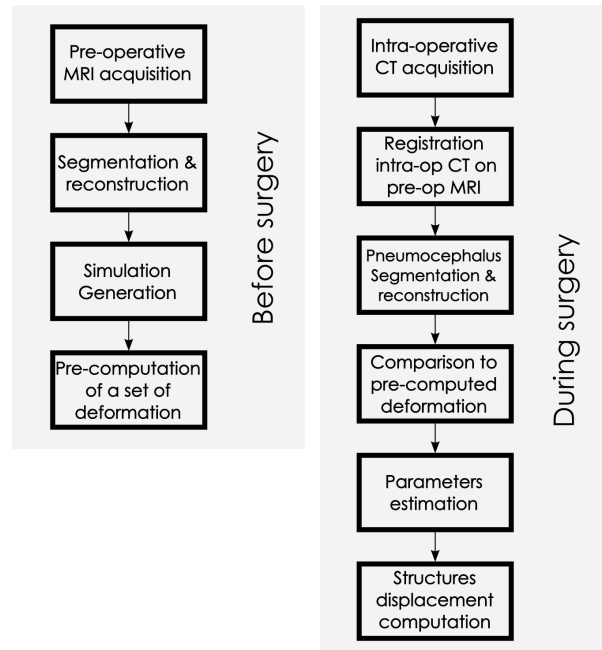 Pre-operative
MRI acquisition
Segmentation &
reconstruction
Simulation
Generation
Pre-computation
of a set of
deformation
Before surgery
Intra-operative
CT acquisition
Registration
intra-op CT on
pre-op MRI
Pneumocephalus
Segmentation &
reconstruction
Comparison to
pre-computed
deformation
Parameters
estimation
Structures
displacement
computation
During surgery